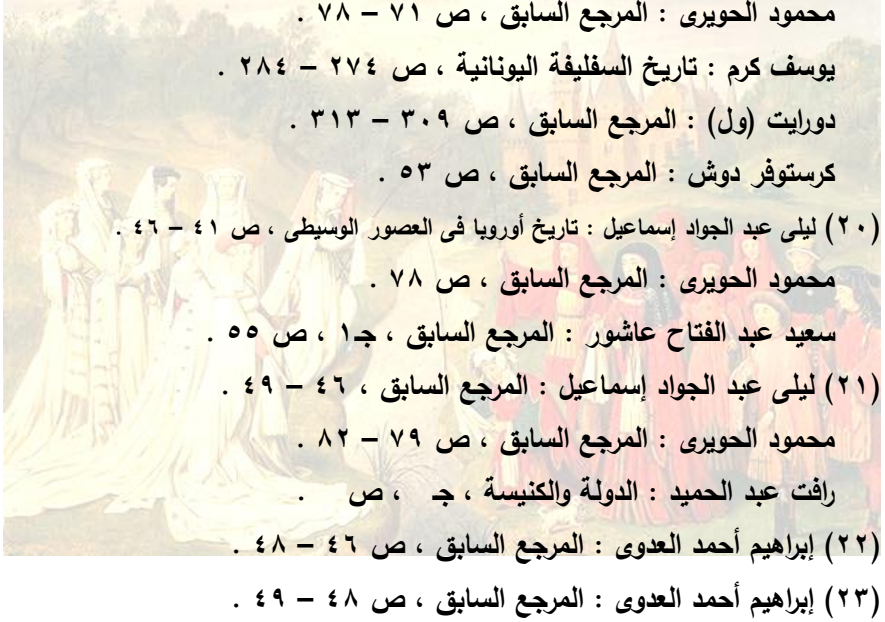 محمود الحويرى : المرجع السابق ، ص ٧١ – ٧٨ .
يوسف كرم : تاريخ السفليفة اليونانية ، ص ٢٧٤ – ٢٨٤ .
دورايت (ول) : المرجع السابق ، ص ٣٠٩ – ٣١٣ .
كرستوفر دوش : المرجع السابق ، ص ٥٣ .
(٢٠) ليلى عبد الجواد إسماعيل : تاريخ أوروبا فى العصور الوسيطى ، ص ٤١ – ٤٦ .
محمود الحويرى : المرجع السابق ، ص ٧٨ .
سعيد عبد الفتاح عاشور : المرجع السابق ، جـ١ ، ص ٥٥ .
(٢١) ليلى عبد الجواد إسماعيل : المرجع السابق ، ٤٦ – ٤٩ .
محمود الحويرى : المرجع السابق ، ص ٧٩ – ٨٢ .
رافت عبد الحميد : الدولة والكنيسة ، جـ ، ص .
(٢٢) إبراهيم أحمد العدوى : المرجع السابق ، ص ٤٦ – ٤٨ .
(٢٣) إبراهيم أحمد العدوى : المرجع السابق ، ص ٤٨ – ٤٩ .